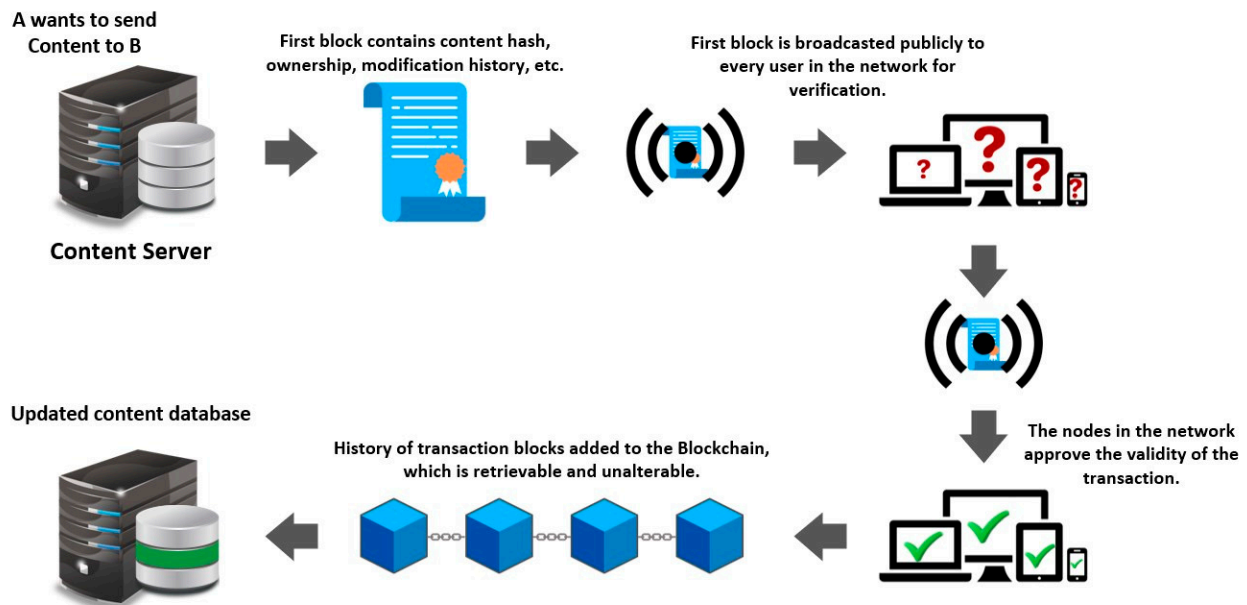 A wants to send
Content to B
First block contains content hash,
ownership, modification history, etc.
First block is broadcasted publicly to
every user in the network for
verification.
?
?
?
?
Content Server
Updated content database
History of transaction blocks added to the Blockchain,
which is retrievable and unalterable.
The nodes in the network
approve the validity of the
transaction.